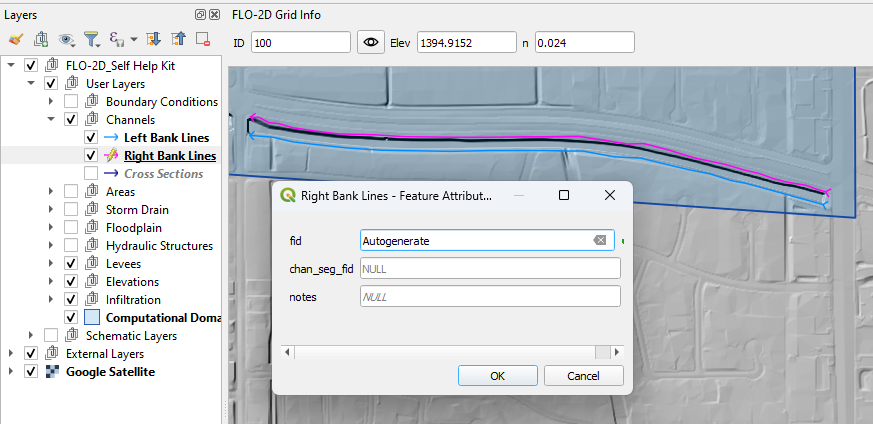 Layers
FLO-2D Grid Info
ID 100 Elev 1394.9152 n 0.024
FLO-2D_Self Help Kit
User Layers
Boundary Conditions
Channels
Left Bank Lines
Right Bank Lines
Cross Sections
Areas
Storm Drain
Floodplain
Hydraulic Structures
Levees
Elevations
Infiltration
Computational Doma
Schematic Layers
External Layers
Google Satellite
Right Bank Lines - Feature Attribut...
fid Autogenerate
chan_seg_fid NULL
notes NULL
OK Cancel